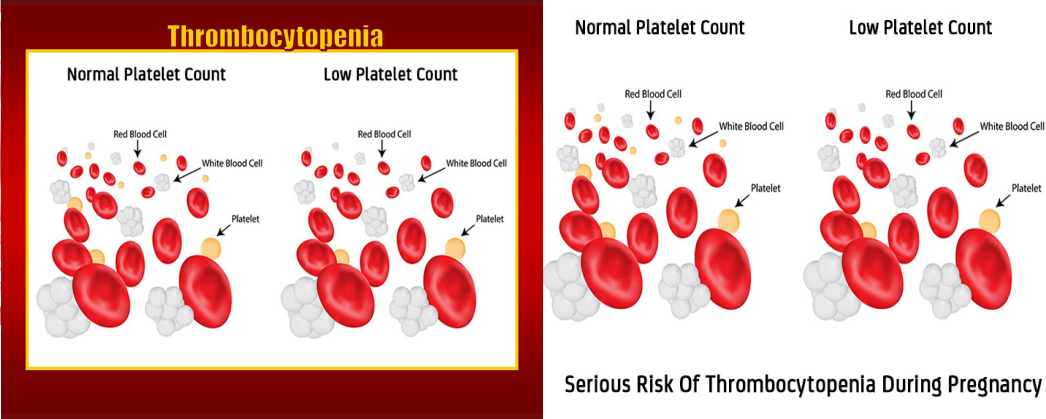 Thrombocytopenia
Normal Platelet Count
Low Platelet Count
Red Blood Cell
White Blood Cell
Platelet
Red Blood Cell
White Blood Cell
Platelet
Normal Platelet Count
Low Platelet Count
Red Blood Cell
White Blood Cell
Platelet
Red Blood Cell
White Blood Cell
Platelet
Serious Risk Of Thrombocytopenia During Pregnancy